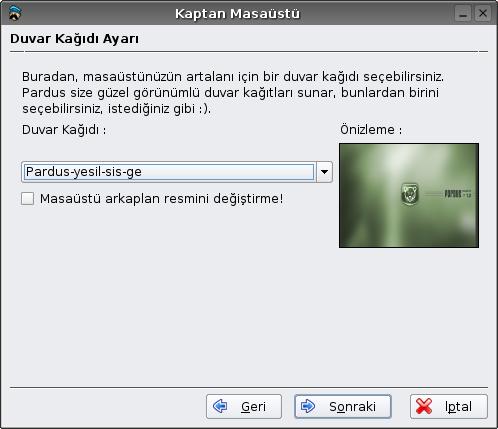 Kaptan Masaüstü
Duvar Kağıdı Ayarı
Buradan, masaüstünüzün artalanı için bir duvar kağıdı seçebilirsiniz.
Pardus size güzel görünümlü duvar kağıtları sunar, bunlardan birini
seçebilirsiniz, istediğiniz gibi :).
Duvar Kağıdı :
Önizleme :
Pardus-yesil-sis-ge
PARDUS
Masaüstü arkaplan resmini değiştirme!
Geri
Sonraki
Iptal